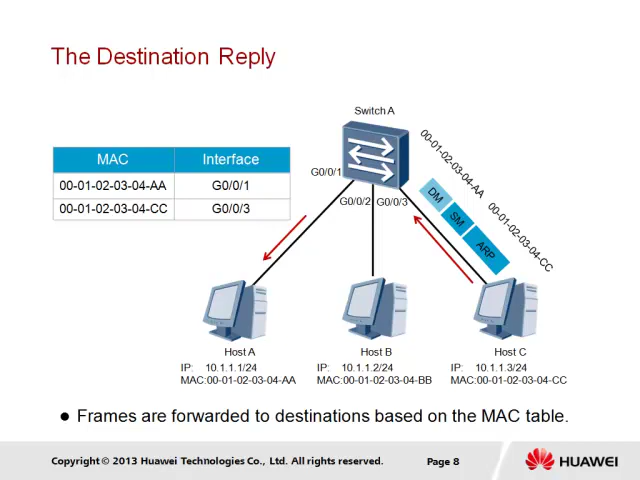 The Destination Reply
Switch A
MAC Interface
00-01-02-03-04-AA G0/0/1
00-01-02-03-04-CC G0/0/3
G0/0/1
G0/0/2 G0/0/3
00-01-02-03-04-AA
00-01-02-03-04-CC
DM
SM
ARP
Host A
IP: 10.1.1.1/24
MAC:00-01-02-03-04-AA
Host B
IP: 10.1.1.2/24
MAC:00-01-02-03-04-BB
Host C
IP: 10.1.1.3/24
MAC:00-01-02-03-04-CC
● Frames are forwarded to destinations based on the MAC table.
Copyright © 2013 Huawei Technologies Co., Ltd. All rights reserved.
Page 8
HUAWEI